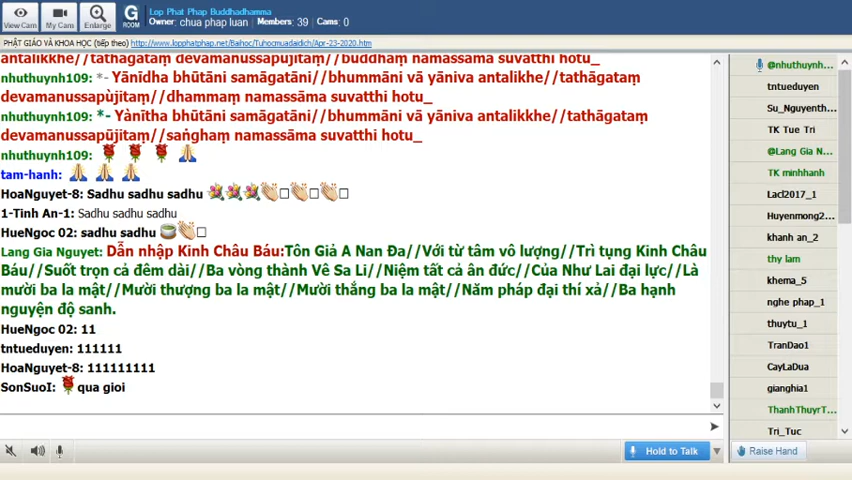 View Cam
My Cam
Enlarge
G
ROOM
Lop Phat Phap Buddhadhamma
Owner: chua phap luan Members: 39 Cams: 0
PHẬT GIÁO VÀ KHOA HỌC (tiếp theo) http://www.lopphatphap.net/Baihoc/Tuhocmuadaidich/Apr-23-2020.htm
antalikkhe//tathāgataṃ devamanussapūjitaṃ//buddhaṃ namassāma suvatthi hotu_
nhuthuynh109: *- Yānīdha bhūtāni samāgatāni//bhummāni vā yāniva antalikhe//tathāgataṃ
devamanussapùjitaṃ//dhammaṃ namassāma suvatthi hotu_
nhuthuynh109: *- Yànītha bhūtāni samāgatāni//bhummāni vā yāniva antalikkhe//tathāgataṃ
devamanussapūjitaṃ//saṅghaṃ namassāma suvatthi hotu_
nhuthuynh109:
tam-hanh:
HoaNguyet-8: Sadhu sadhu sadhu
1-Tinh An-1: Sadhu sadhu sadhu
HueNgoc 02: sadhu sadhu
Lang Gia Nguyet: Dẫn nhập Kinh Châu Báu:Tôn Giả A Nan Đa//Với từ tâm vô lượng//Trì tụng Kinh Châu
Báu//Suốt trọn cả đêm dài//Ba vòng thành Vê Sa Li//Niệm tất cả ân đức//Của Như Lai đại lực//Là
mười ba la mật//Mười thượng ba la mật//Mười thắng ba la mật//Năm pháp đại thí xả//Ba hạnh
nguyện độ sanh.
HueNgoc 02: 11
tntueduyen: 111111
HoaNguyet-8: 111111111
SonSuoI: qua gioi
@nhuthuynh...
tntueduyen
Su_Nguyenth...
TK Tue Tri
@Lang Gia N...
TK minhhanh
Lacl2017_1
Huyenmong2...
khanh an_2
thy lam
khema_5
nghe phap_1
thuytu_1
TranDao1
CayLaDua
gianghia1
ThanhThuyrT...
Tri_Tuc
Hold to Talk
Raise Hand